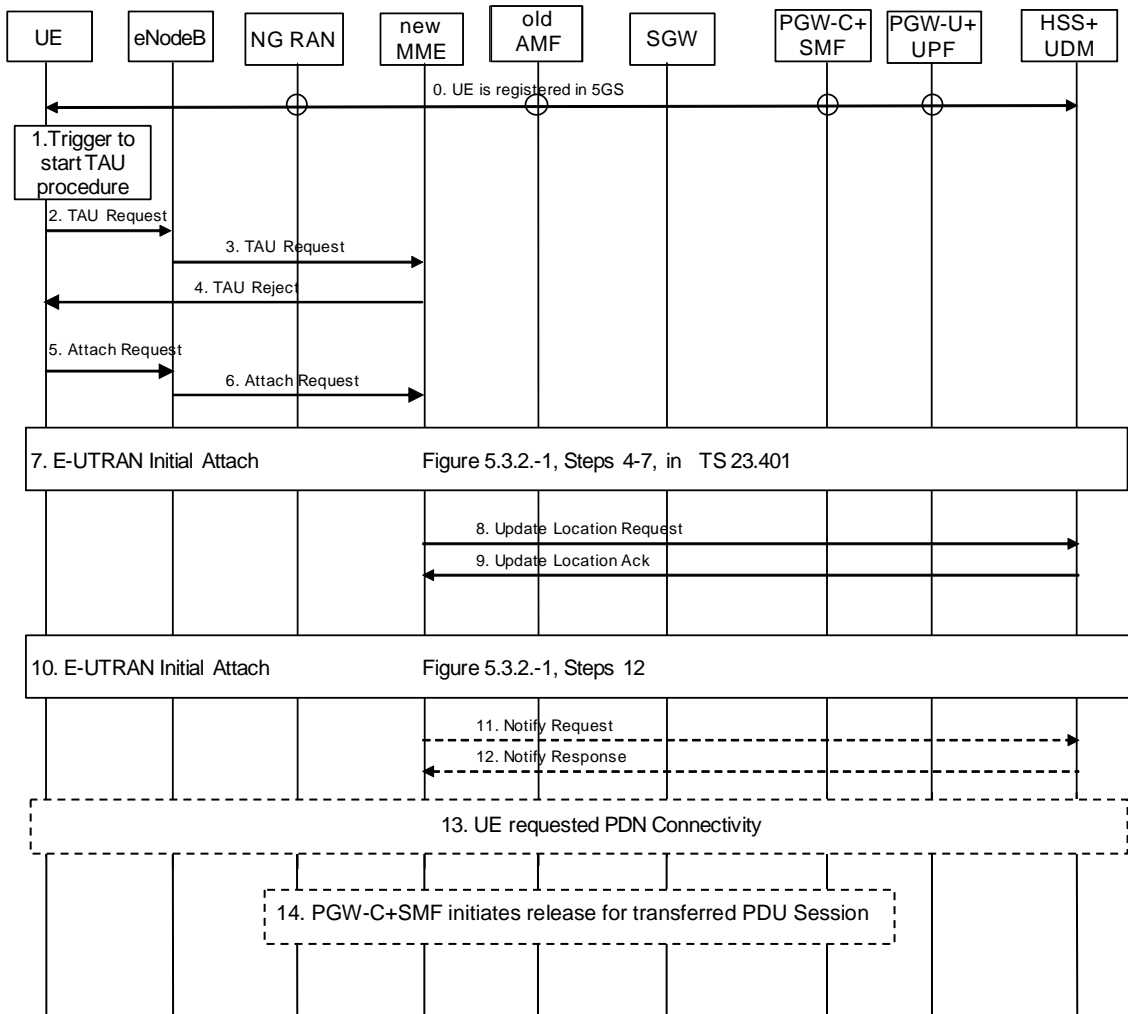 UE
eNodeB
NG RAN
new
MME
old
AMF
SGW
PGW-C+
SMF
PGW-U+
UPF
HSS+
UDM
0. UE is registered in 5GS
1.Trigger to
start TAU
procedure
2. TAU Request
3. TAU Request
4. TAU Reject
5. Attach Request
6. Attach Request
7. E-UTRAN Initial Attach Figure 5.3.2.-1, Steps 4-7, in TS 23.401
8. Update Location Request
9. Update Location Ack
10. E-UTRAN Initial Attach Figure 5.3.2.-1, Steps 12
11. Notify Request
12. Notify Response
13. UE requested PDN Connectivity
14. PGW-C+SMF initiates release for transferred PDU Session